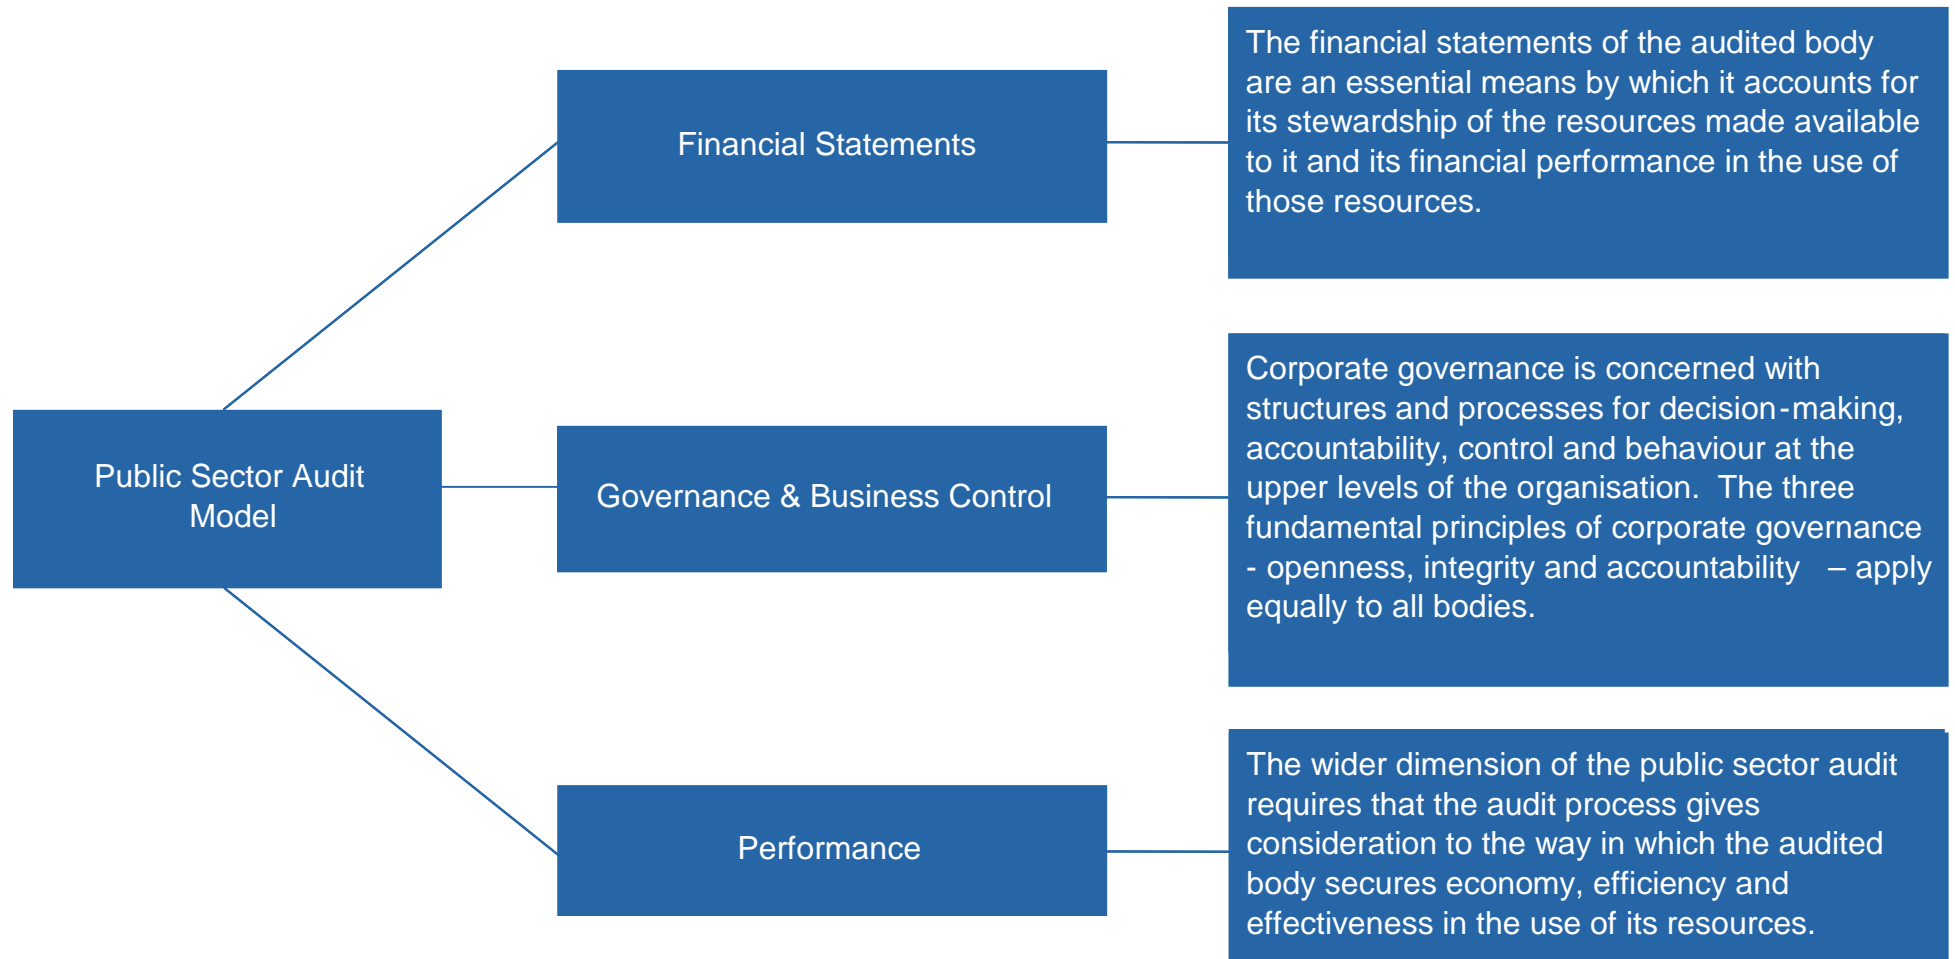 Public Sector Audit
Model
Financial Statements
The financial statements of the audited body
are an essential means by which it accounts for
its stewardship of the resources made available
to it and its financial performance in the use of
those resources.
Governance & Business Control
Corporate governance is concerned with
structures and processes for decision-making,
accountability, control and behaviour at the
upper levels of the organisation.  The three
fundamental principles of corporate governance
- openness, integrity and accountability – apply
equally to all bodies.
Performance
The wider dimension of the public sector audit
requires that the audit process gives
consideration to the way in which the audited
body secures economy, efficiency and
effectiveness in the use of its resources.